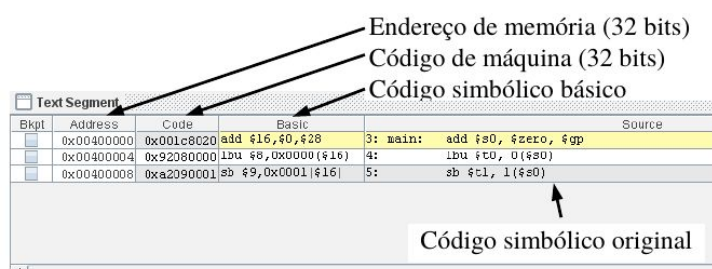 Endereço de memória (32 bits)
Código de máquina (32 bits)
Código simbólico básico
Text Segment
Bkpt Address Code Basic Source
0x00400000 0x001c8020 add $16,$0,$28 3: main: add $s0, $zero, $gp
0x00400004 0x92080000 lbu $8,0x0000($16) 4: lbu $t0, 0($s0)
0x00400008 0xa2090001 sb $9,0x0001|$16| 5: sb $t1, 1($s0)
Código simbólico original